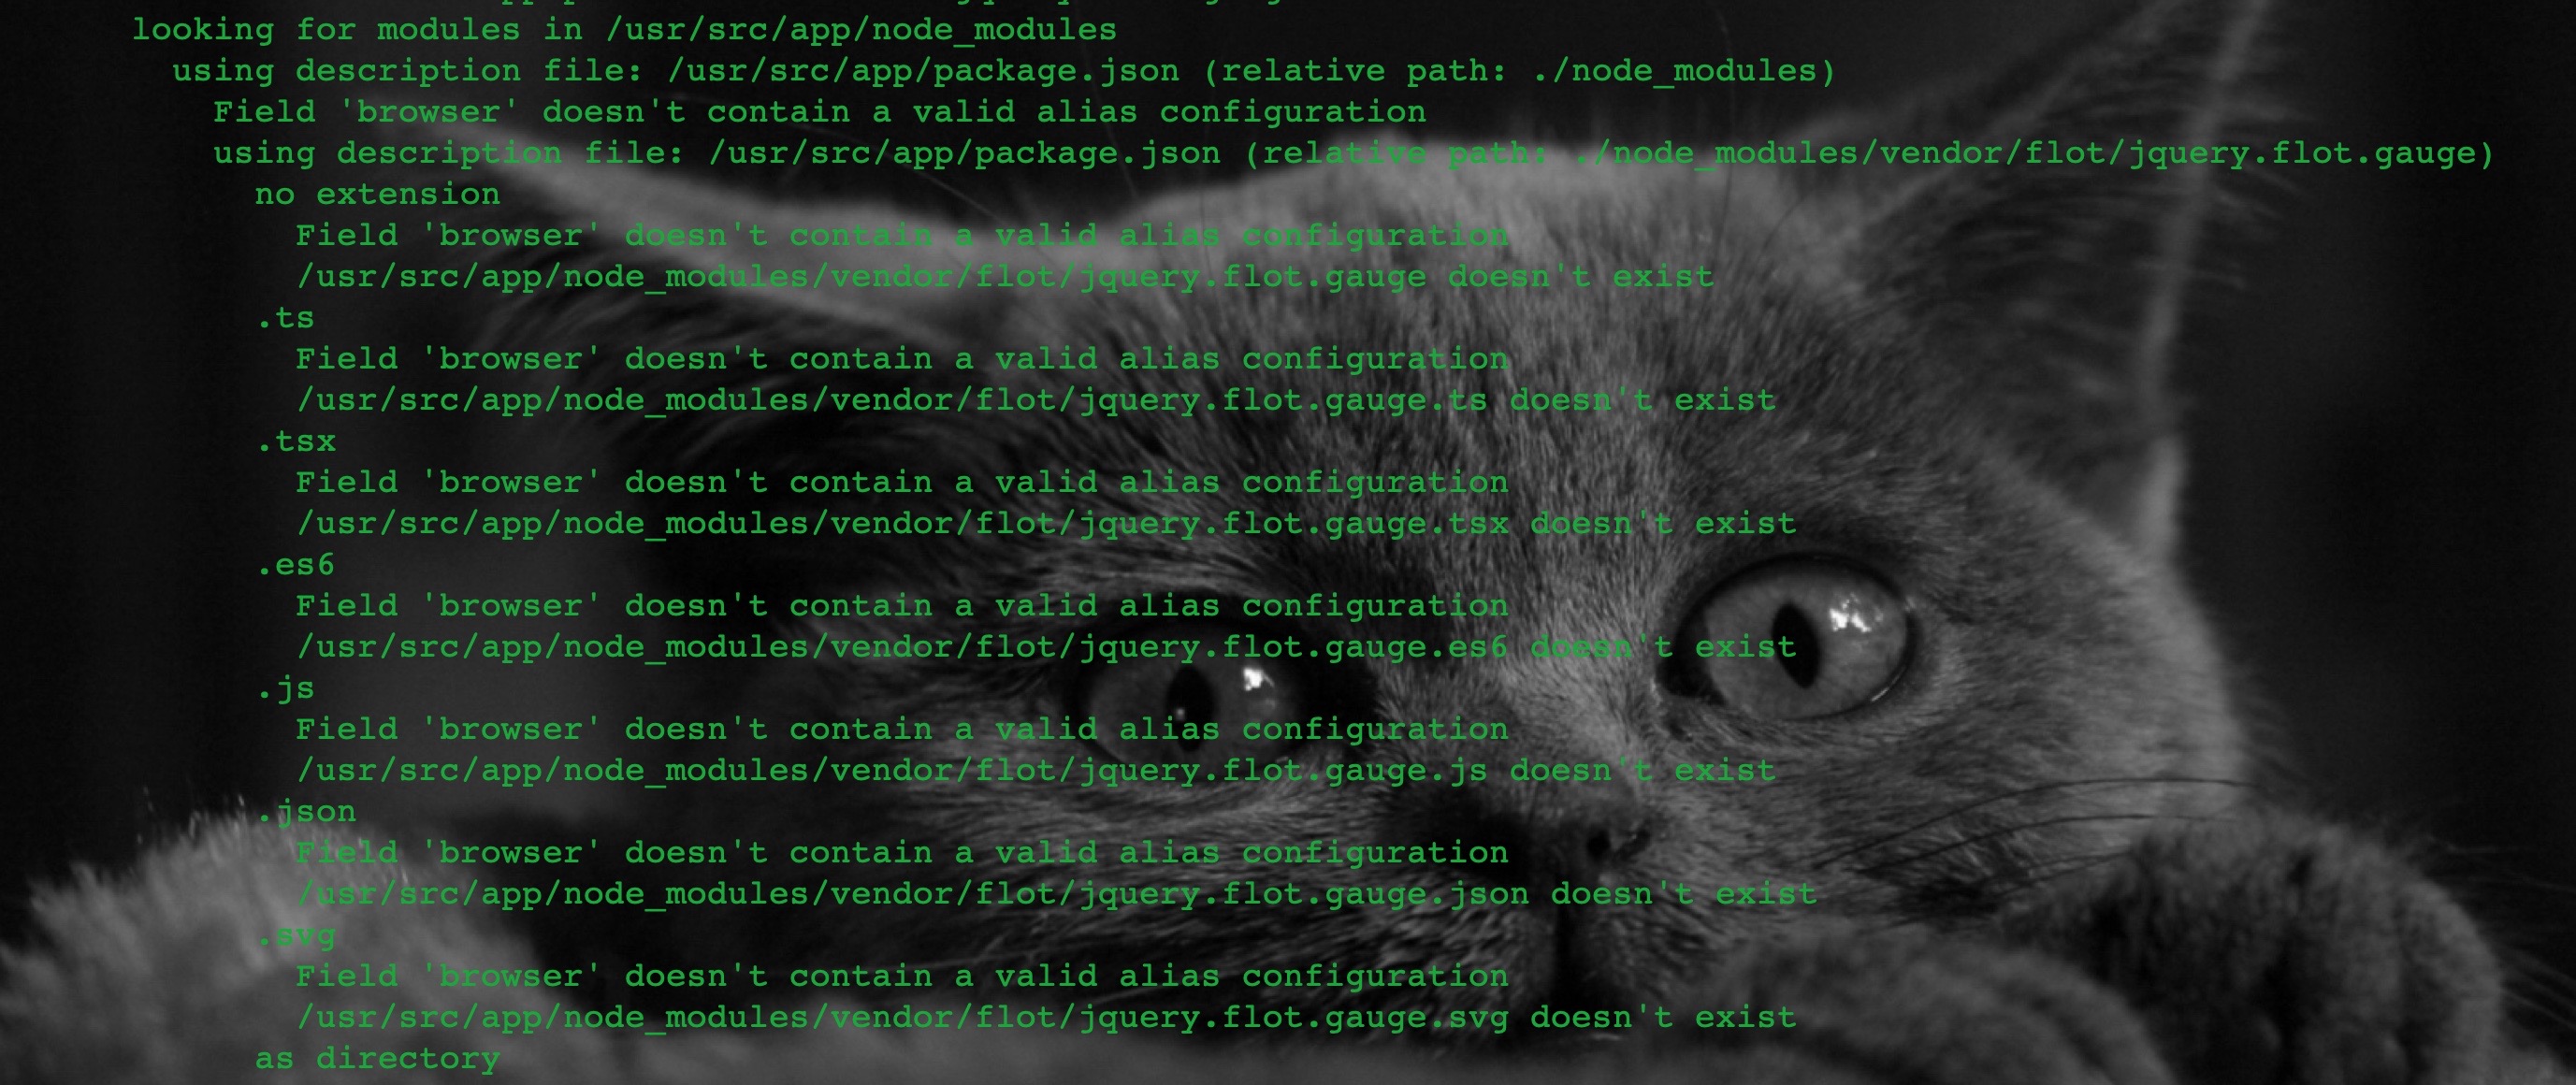 looking for modules in /usr/src/app/node_modules
using description file: /usr/src/app/package.json (relative path: ./node_modules)
Field 'browser' doesn't contain a valid alias configuration
using description file: /usr/src/app/package.json (relative path: ./node_modules/vendor/flot/jquery.flot.gauge)
no extension
Field 'browser' doesn't contain a valid alias configuration
/usr/src/app/node_modules/vendor/flot/jquery.flot.gauge doesn't exist
.ts
Field 'browser' doesn't contain a valid alias configuration
/usr/src/app/node_modules/vendor/flot/jquery.flot.gauge.ts doesn't exist
.tsx
Field 'browser' doesn't contain a valid alias configuration
/usr/src/app/node_modules/vendor/flot/jquery.flot.gauge.tsx doesn't exist
.es6
Field 'browser' doesn't contain a valid alias configuration
/usr/src/app/node_modules/vendor/flot/jquery.flot.gauge.es6 doesn't exist
.js
Field 'browser' doesn't contain a valid alias configuration
/usr/src/app/node_modules/vendor/flot/jquery.flot.gauge.js doesn't exist
.json
Field 'browser' doesn't contain a valid alias configuration
/usr/src/app/node_modules/vendor/flot/jquery.flot.gauge.json doesn't exist
.svg
Field 'browser' doesn't contain a valid alias configuration
/usr/src/app/node_modules/vendor/flot/jquery.flot.gauge.svg doesn't exist
as directory